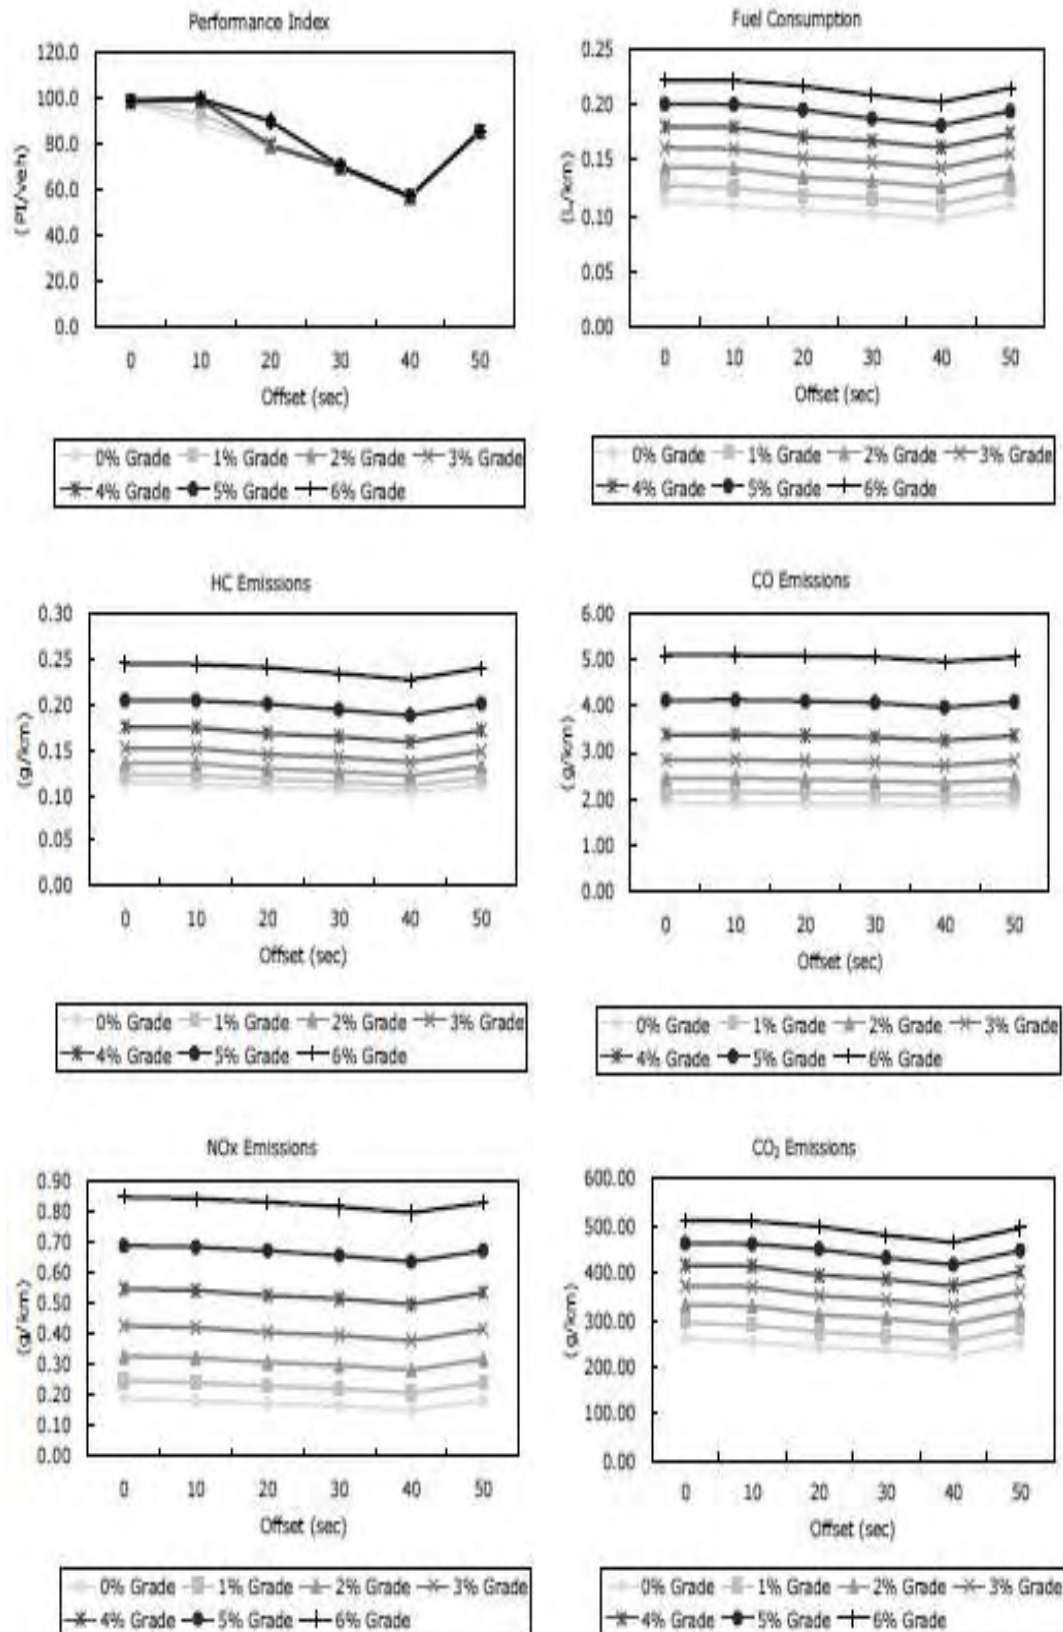 Performance Index
120.0
100.0
80.0
60.0
40.0
20.0
0.0
(PI/veh)
0 10 20 30 40 50
Offset (sec)
0% Grade 1% Grade 2% Grade 3% Grade
4% Grade 5% Grade 6% Grade
Fuel Consumption
0.25
0.20
0.15
0.10
0.05
0.00
(L/km)
0 10 20 30 40 50
Offset (sec)
0% Grade 1% Grade 2% Grade 3% Grade
4% Grade 5% Grade 6% Grade
HC Emissions
0.30
0.25
0.20
0.15
0.10
0.05
0.00
(g/km)
0 10 20 30 40 50
Offset (sec)
0% Grade 1% Grade 2% Grade 3% Grade
4% Grade 5% Grade 6% Grade
CO Emissions
6.00
5.00
4.00
3.00
2.00
1.00
0.00
(g/km)
0 10 20 30 40 50
Offset (sec)
0% Grade 1% Grade 2% Grade 3% Grade
4% Grade 5% Grade 6% Grade
NOx Emissions
0.90
0.80
0.70
0.60
0.50
0.40
0.30
0.20
0.10
0.00
(g/km)
0 10 20 30 40 50
Offset (sec)
0% Grade 1% Grade 2% Grade 3% Grade
4% Grade 5% Grade 6% Grade
CO₂ Emissions
600.00
500.00
400.00
300.00
200.00
100.00
0.00
(g/km)
0 10 20 30 40 50
Offset (sec)
0% Grade 1% Grade 2% Grade 3% Grade
4% Grade 5% Grade 6% Grade